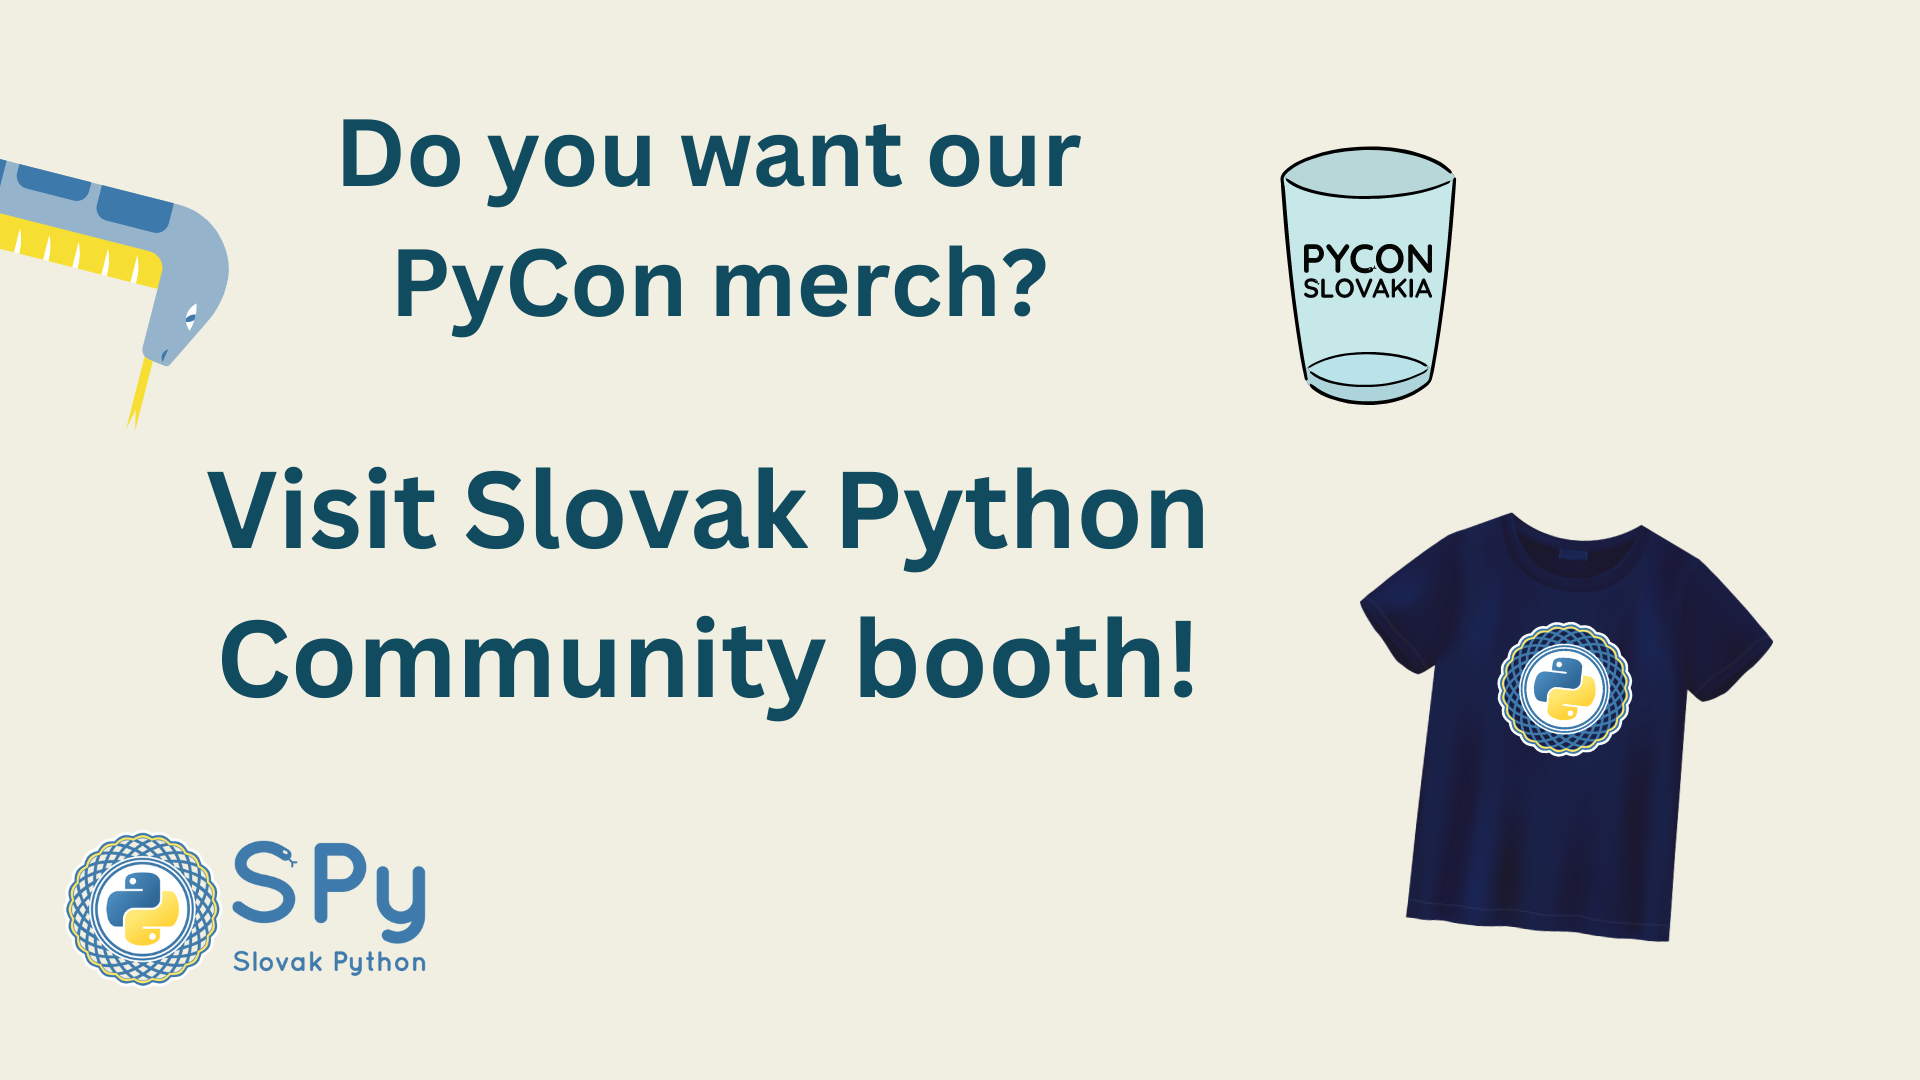 Do you want our
PyCon merch?
PYCON
SLOVAKIA
Visit Slovak Python
Community booth!
SPy
Slovak Python